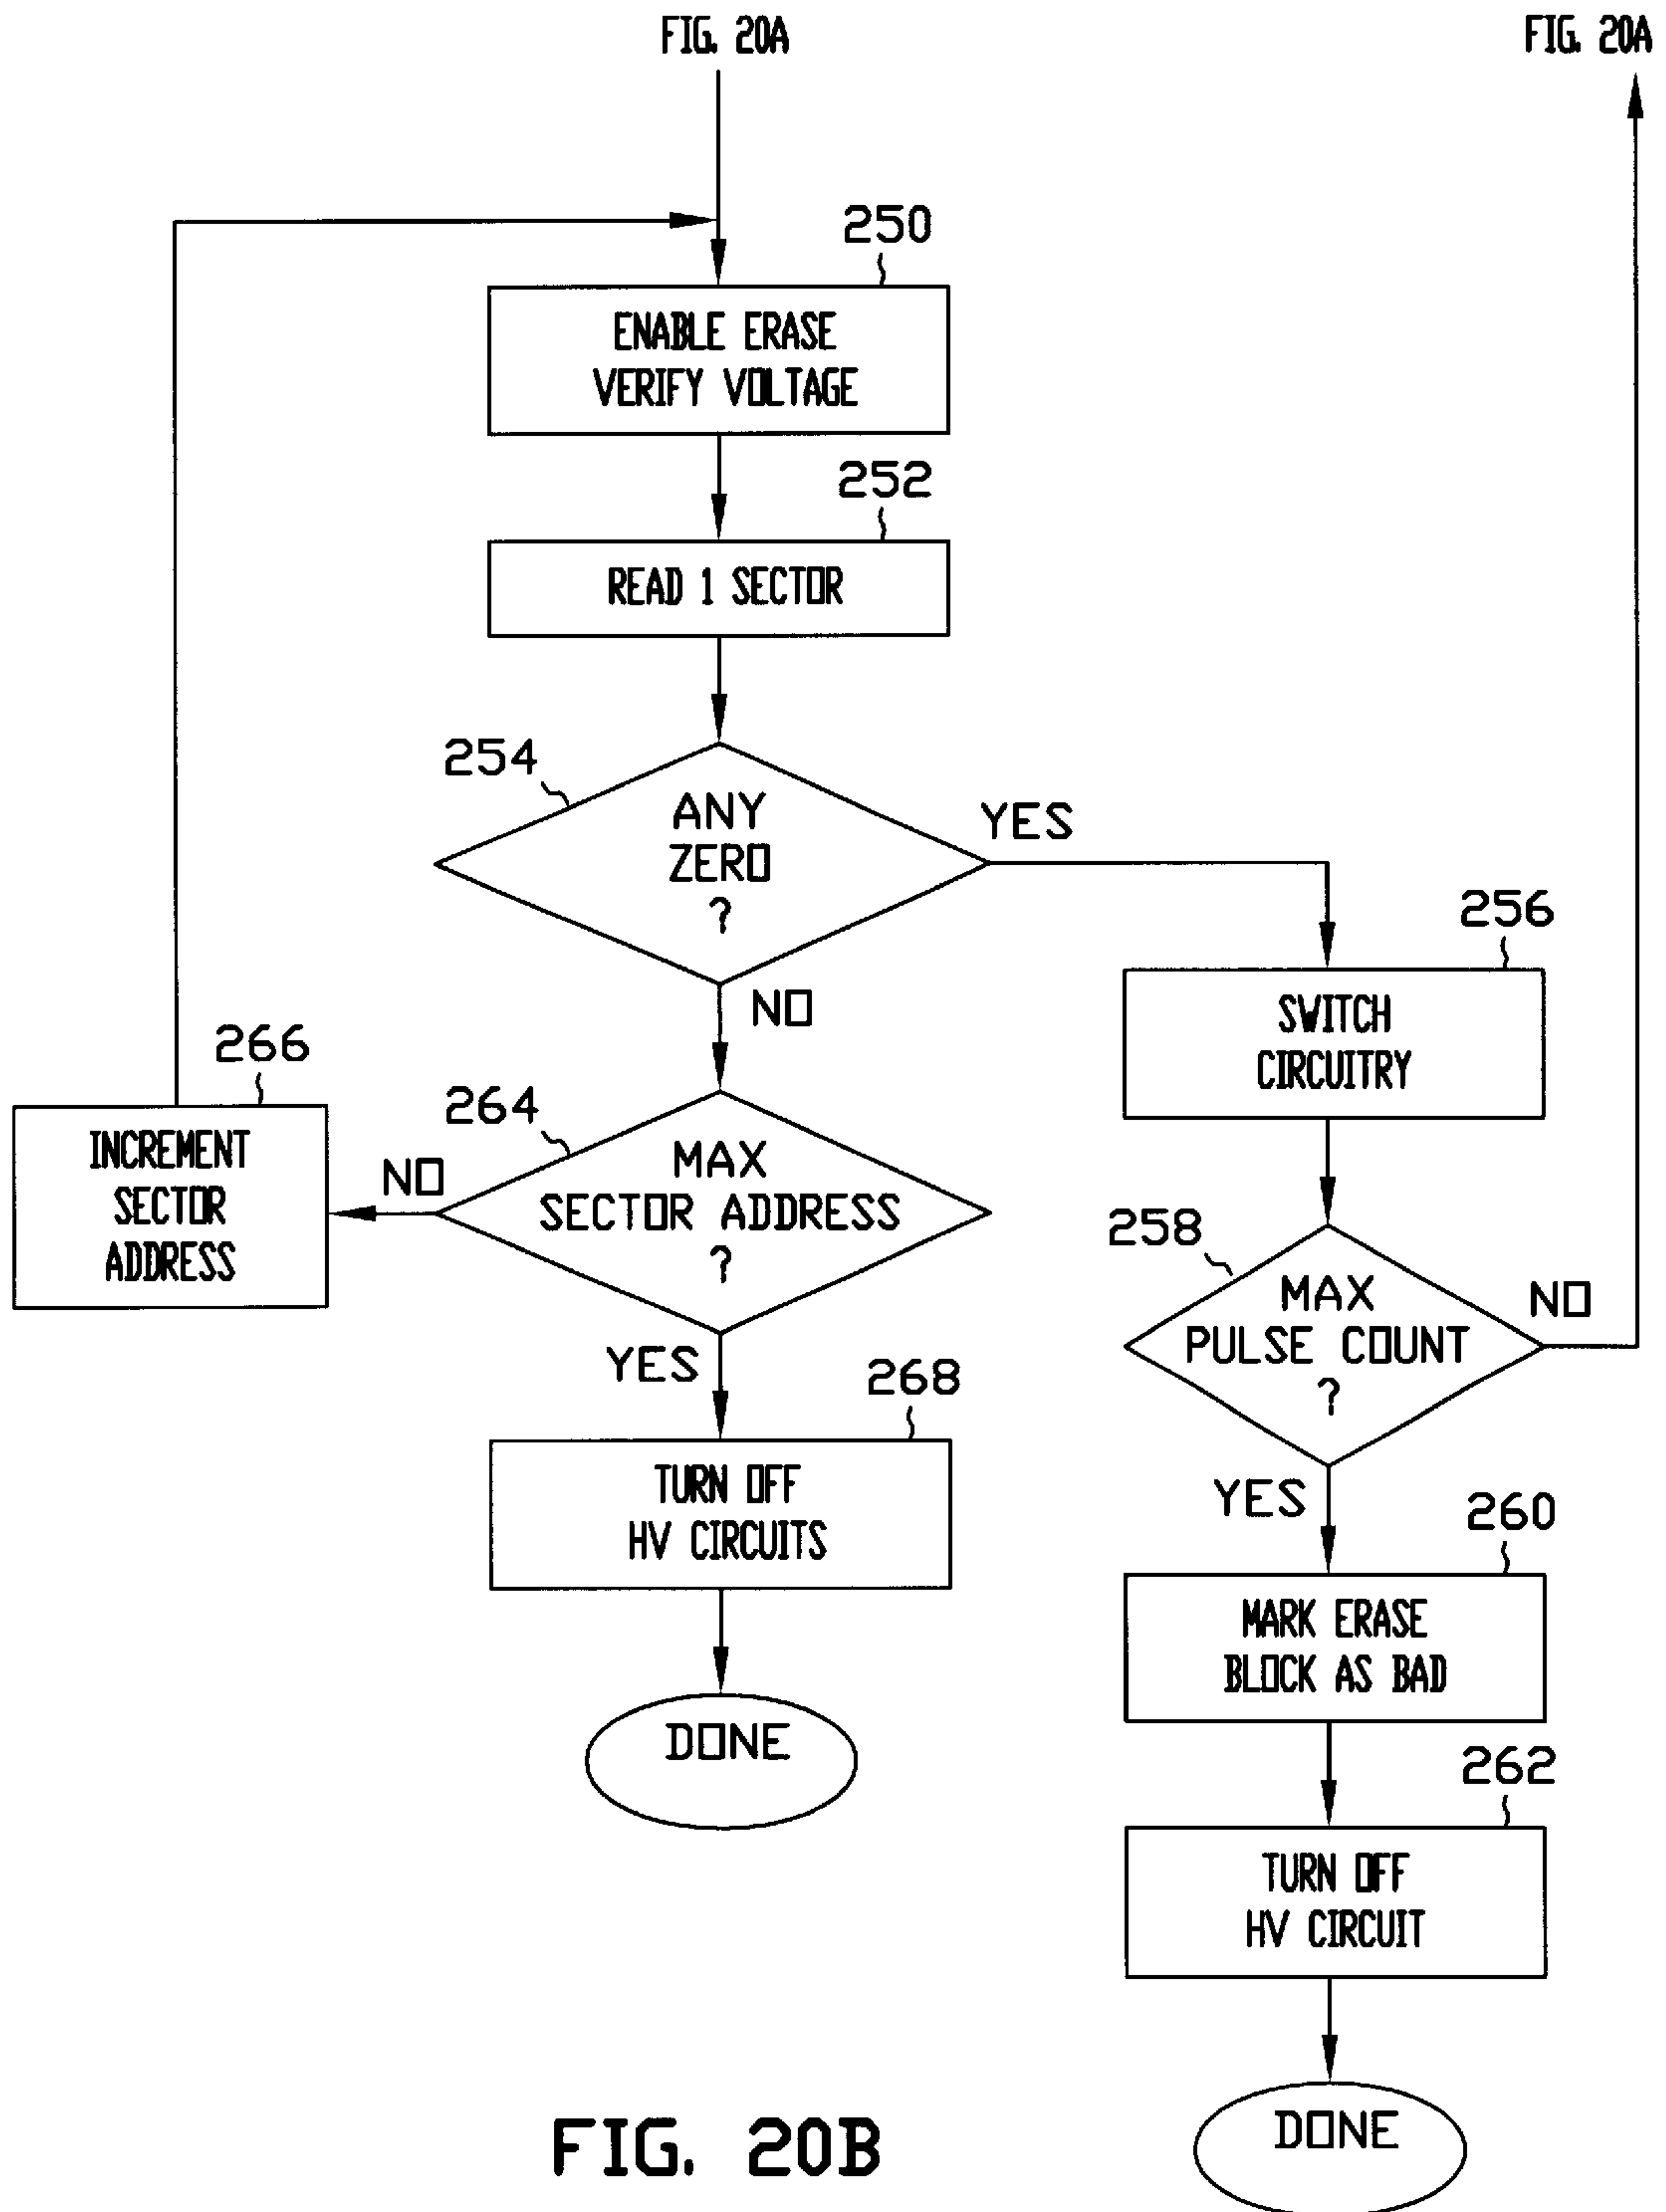 FIG. 20A
FIG. 20A
250
ENABLE ERASE
VERIFY VOLTAGE
252
READ 1 SECTOR
254
ANY
ZERO
?
YES
NO
256
SWITCH
CIRCUITRY
266
INCREMENT
SECTOR
ADDRESS
NO
264
MAX
SECTOR ADDRESS
?
YES
258
MAX
PULSE COUNT
?
NO
YES
268
TURN OFF
HV CIRCUITS
DONE
260
MARK ERASE
BLOCK AS BAD
262
TURN OFF
HV CIRCUIT
DONE
FIG. 20B